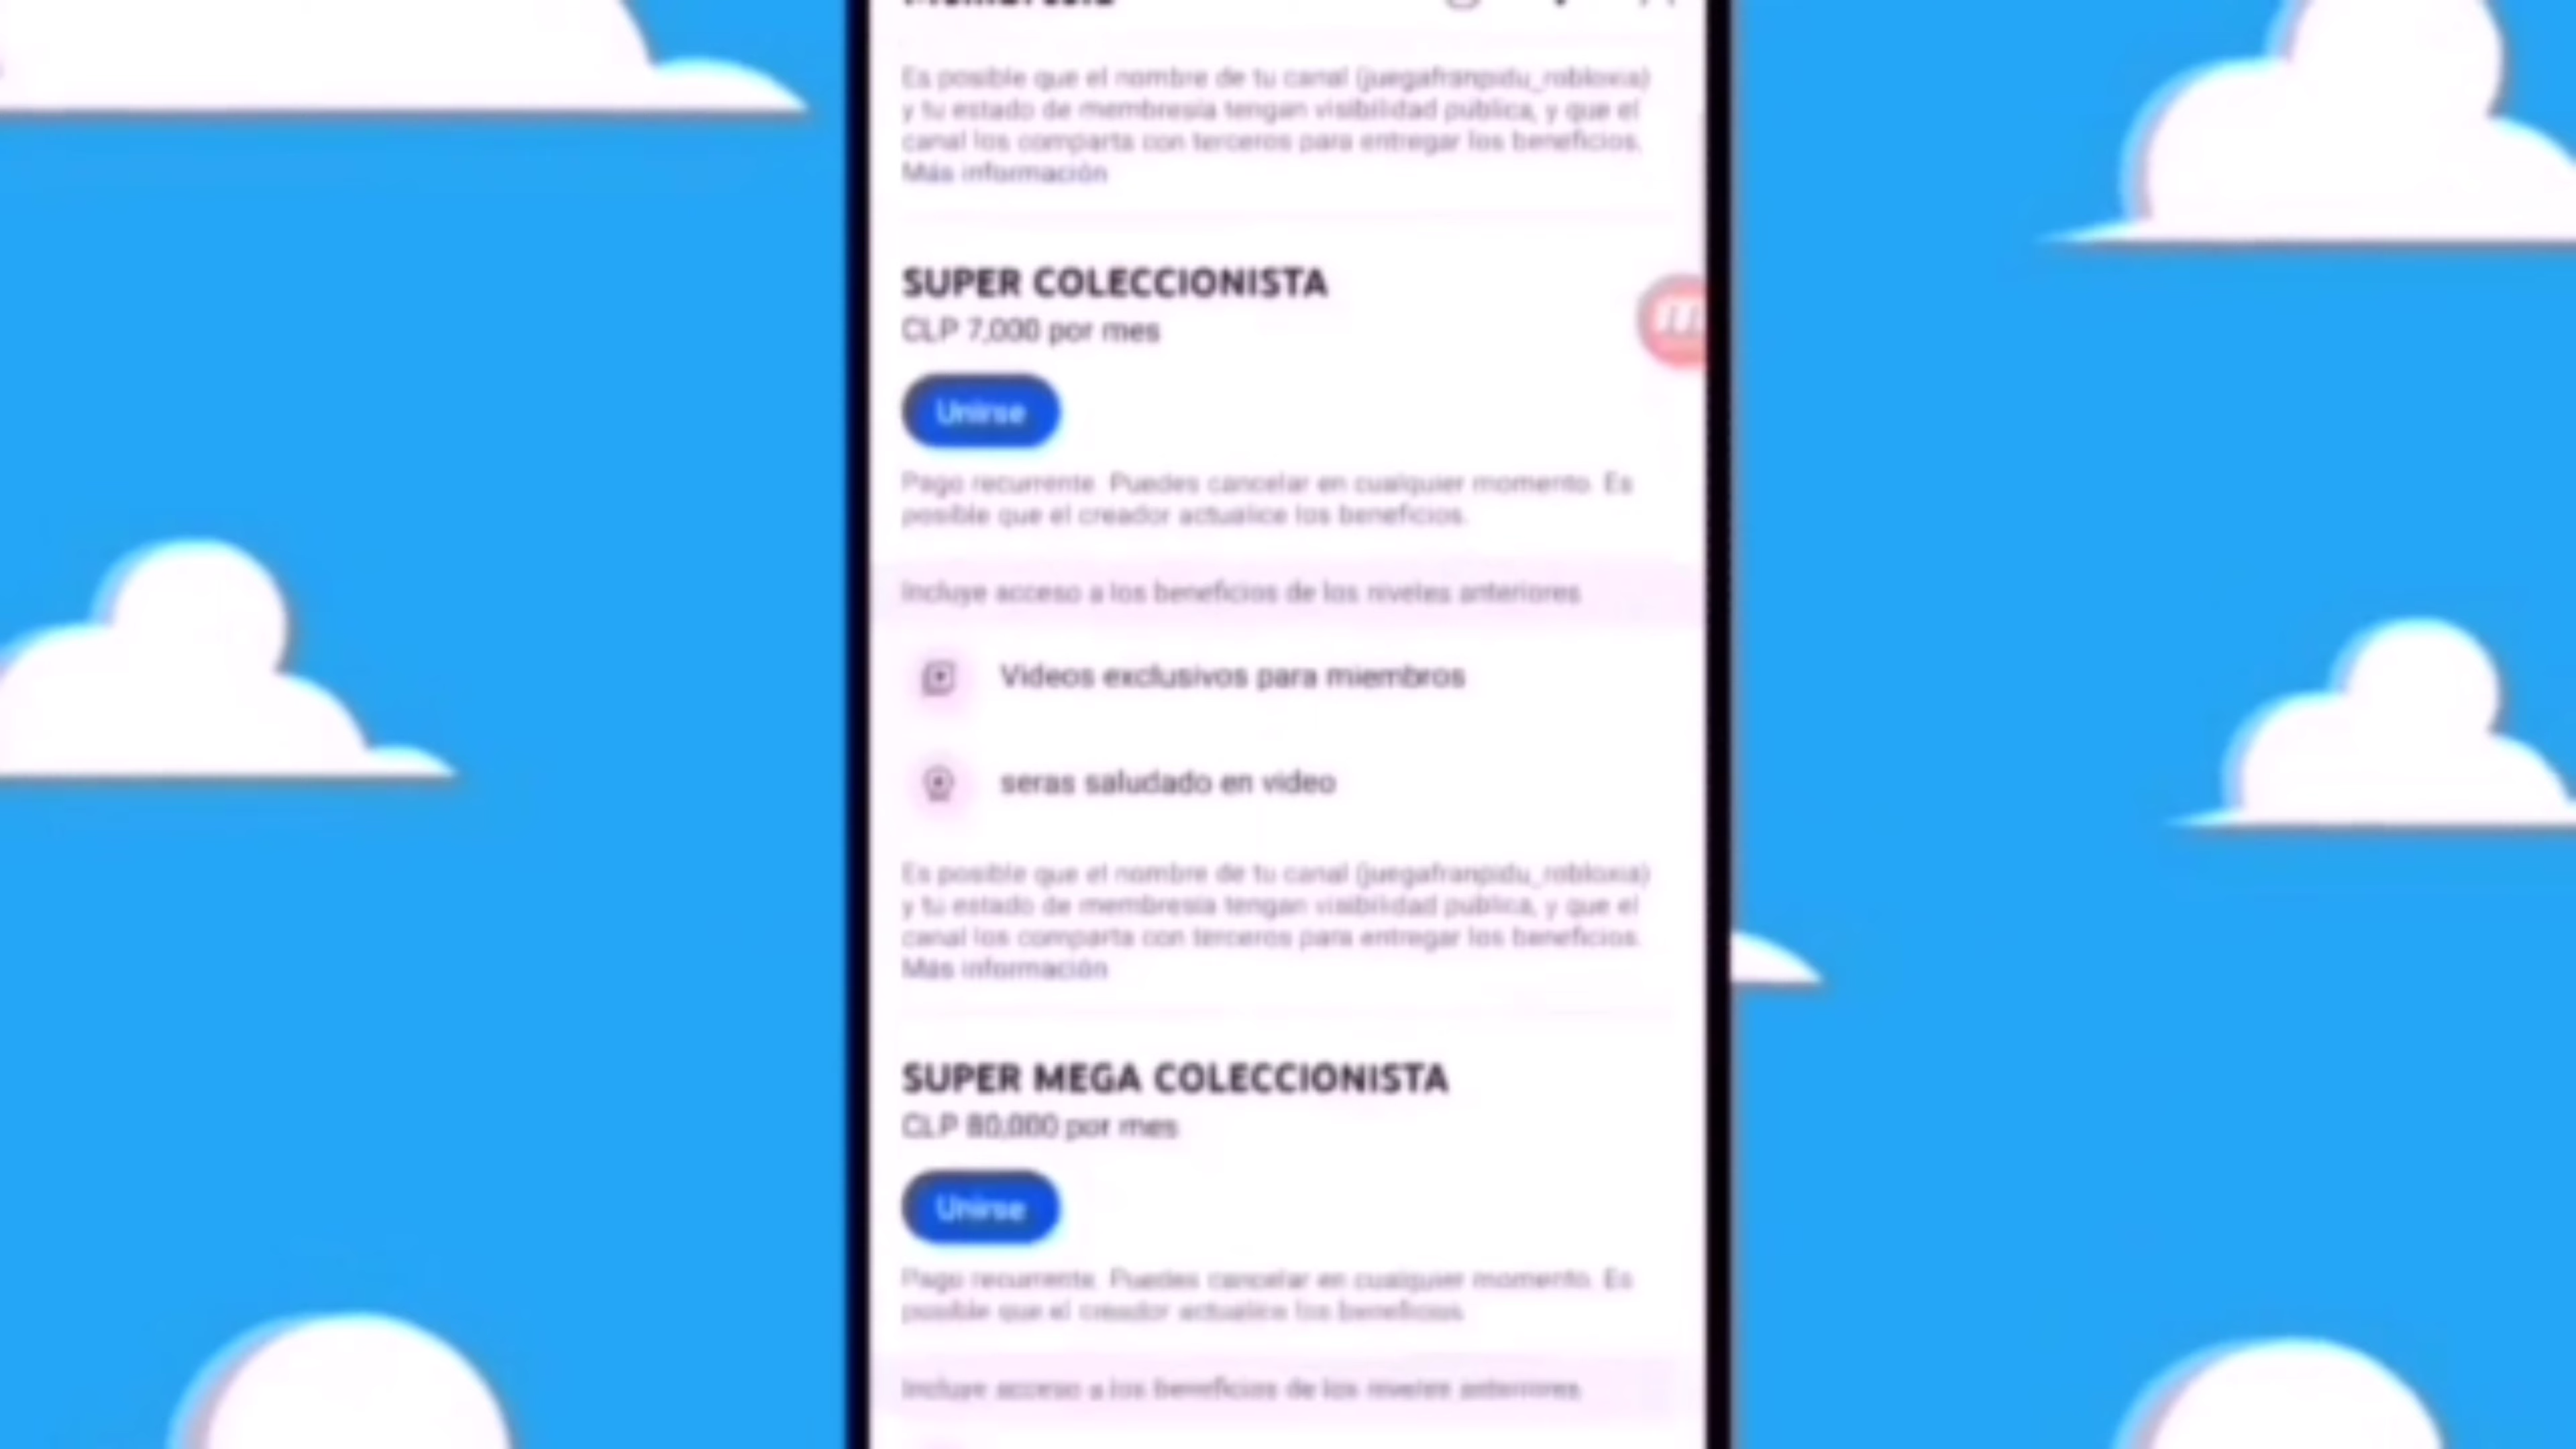 Es posible que el nombre de tu canal (juegafranpidu_robloxia)
y tu estado de membresía tengan visibilidad pública, y que el
canal los comparta con terceros para entregar los beneficios.
Más información
SUPER COLECCIONISTA
CLP 7,000 por mes
Unirse
Pago recurrente. Puedes cancelar en cualquier momento. Es
posible que el creador actualice los beneficios.
Incluye acceso a los beneficios de los niveles anteriores
Videos exclusivos para miembros
seras saludado en video
Es posible que el nombre de tu canal (juegafranpidu_robloxia)
y tu estado de membresía tengan visibilidad pública, y que el
canal los comparta con terceros para entregar los beneficios.
Más información
SUPER MEGA COLECCIONISTA
CLP 80,000 por mes
Unirse
Pago recurrente. Puedes cancelar en cualquier momento. Es
posible que el creador actualice los beneficios.
Incluye acceso a los beneficios de los niveles anteriores